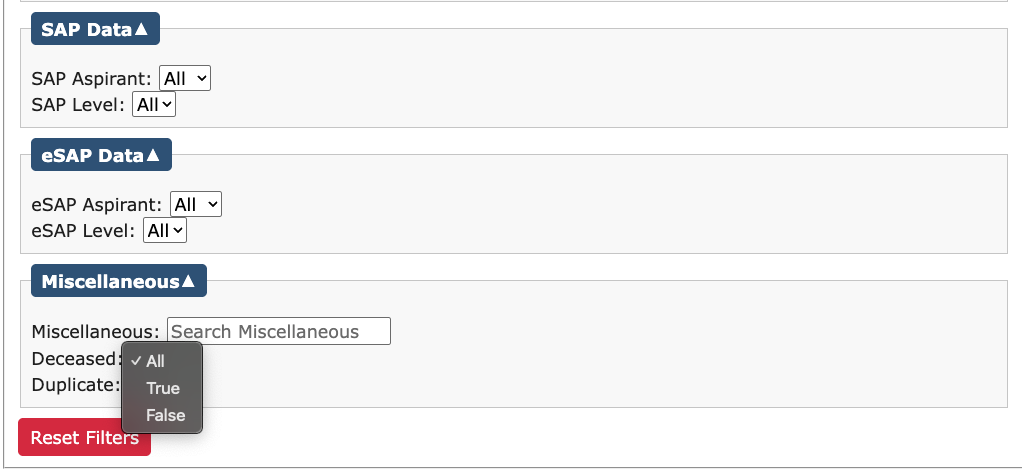 SAP Data▲
SAP Aspirant: All
SAP Level: All
eSAP Data▲
eSAP Aspirant: All
eSAP Level: All
Miscellaneous▲
Miscellaneous: Search Miscellaneous
Deceased: ✓ All
Duplicate: True
False
Reset Filters